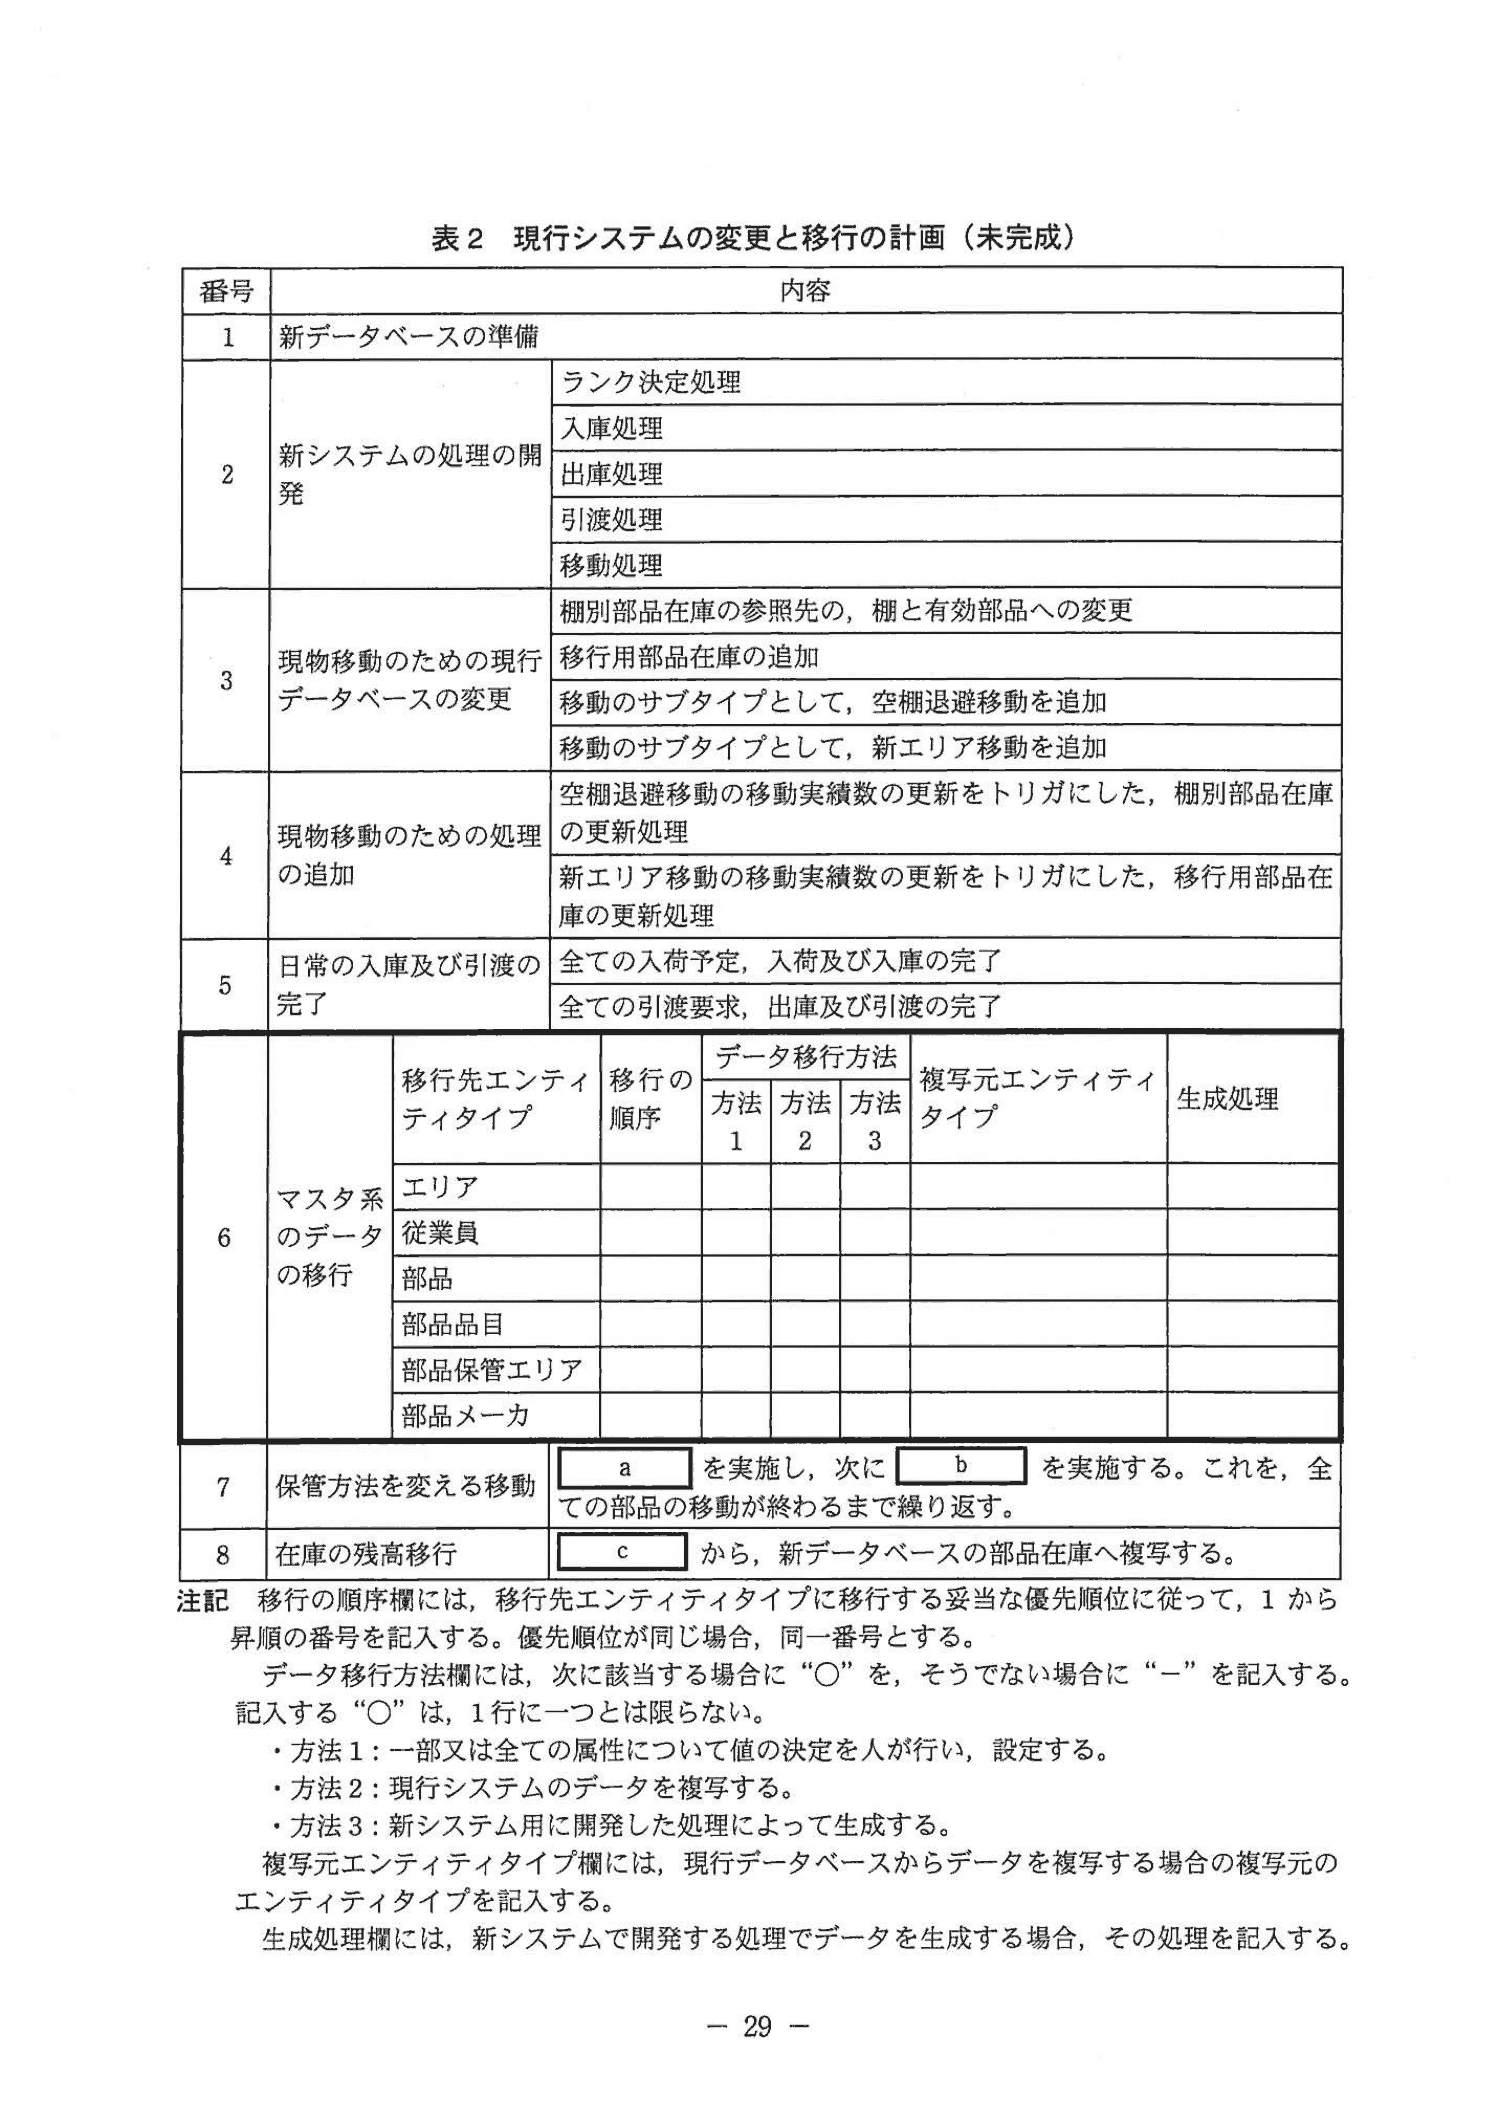 表2　現行システムの変更と移行の計画（未完成）
番号
内容
1
新データベースの準備
2
新システムの処理の開
発
ランク決定処理
入庫処理
出庫処理
引渡処理
移動処理
3
現物移動のための現行
データベースの変更
棚別部品在庫の参照先の，棚と有効部品への変更
移行用部品在庫の追加
移動のサブタイプとして，空棚退避移動を追加
移動のサブタイプとして，新エリア移動を追加
4
現物移動のための処理
の追加
空棚退避移動の移動実績数の更新をトリガにした，棚別部品在庫
の更新処理
新エリア移動の移動実績数の更新をトリガにした，移行用部品在
庫の更新処理
5
日常の入庫及び引渡の
完了
全ての入荷予定，入荷及び入庫の完了
全ての引渡要求，出庫及び引渡の完了
6
マスタ系
のデータ
の移行
移行先エンティ
ティタイプ
移行の
順序
データ移行方法
方法
1
方法
2
方法
3
複写元エンティティ
タイプ
生成処理
エリア
従業員
部品
部品品目
部品保管エリア
部品メーカ
7
保管方法を変える移動
a を実施し，次に b を実施する。これを，全
ての部品の移動が終わるまで繰り返す。
8
在庫の残高移行
c から，新データベースの部品在庫へ複写する。
注記　移行の順序欄には，移行先エンティティタイプに移行する妥当な優先順位に従って，1 から
昇順の番号を記入する。優先順位が同じ場合，同一番号とする。
データ移行方法欄には，次に該当する場合に“○”を，そうでない場合に“－”を記入する。
記入する“○”は，1行に一つとは限らない。
・方法1：一部又は全ての属性について値の決定を人が行い，設定する。
・方法2：現行システムのデータを複写する。
・方法3：新システム用に開発した処理によって生成する。
複写元エンティティタイプ欄には，現行データベースからデータを複写する場合の複写元の
エンティティタイプを記入する。
生成処理欄には，新システムで開発する処理でデータを生成する場合，その処理を記入する。
－ 29 －